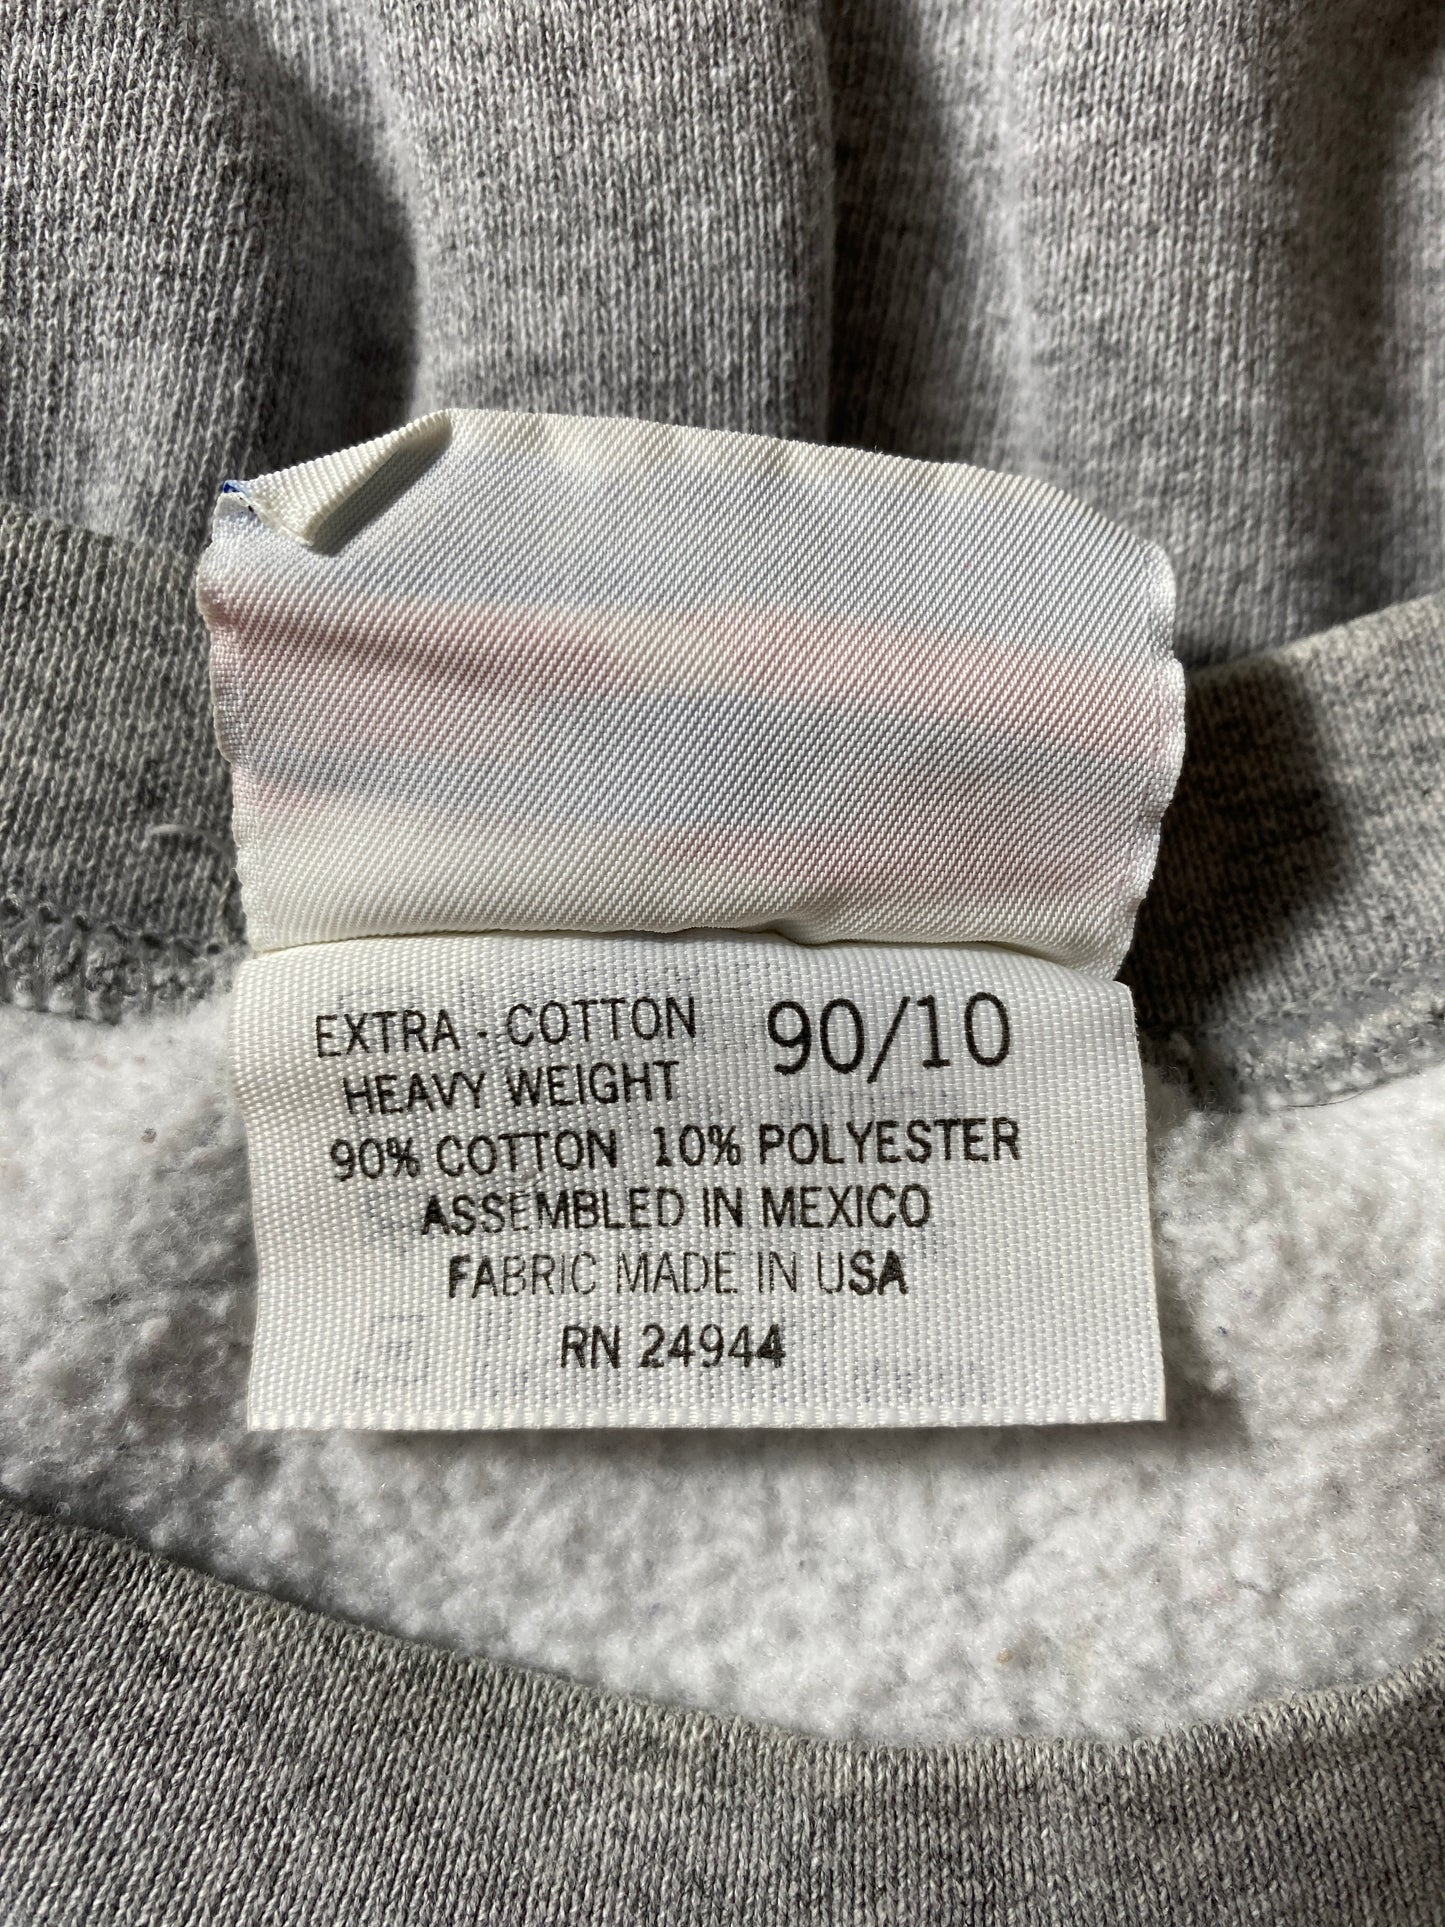 EXTRA - COTTON 90/10
HEAVY WEIGHT
90% COTTON 10% POLYESTER
ASSEMBLED IN MEXICO
FABRIC MADE IN USA
RN 24944